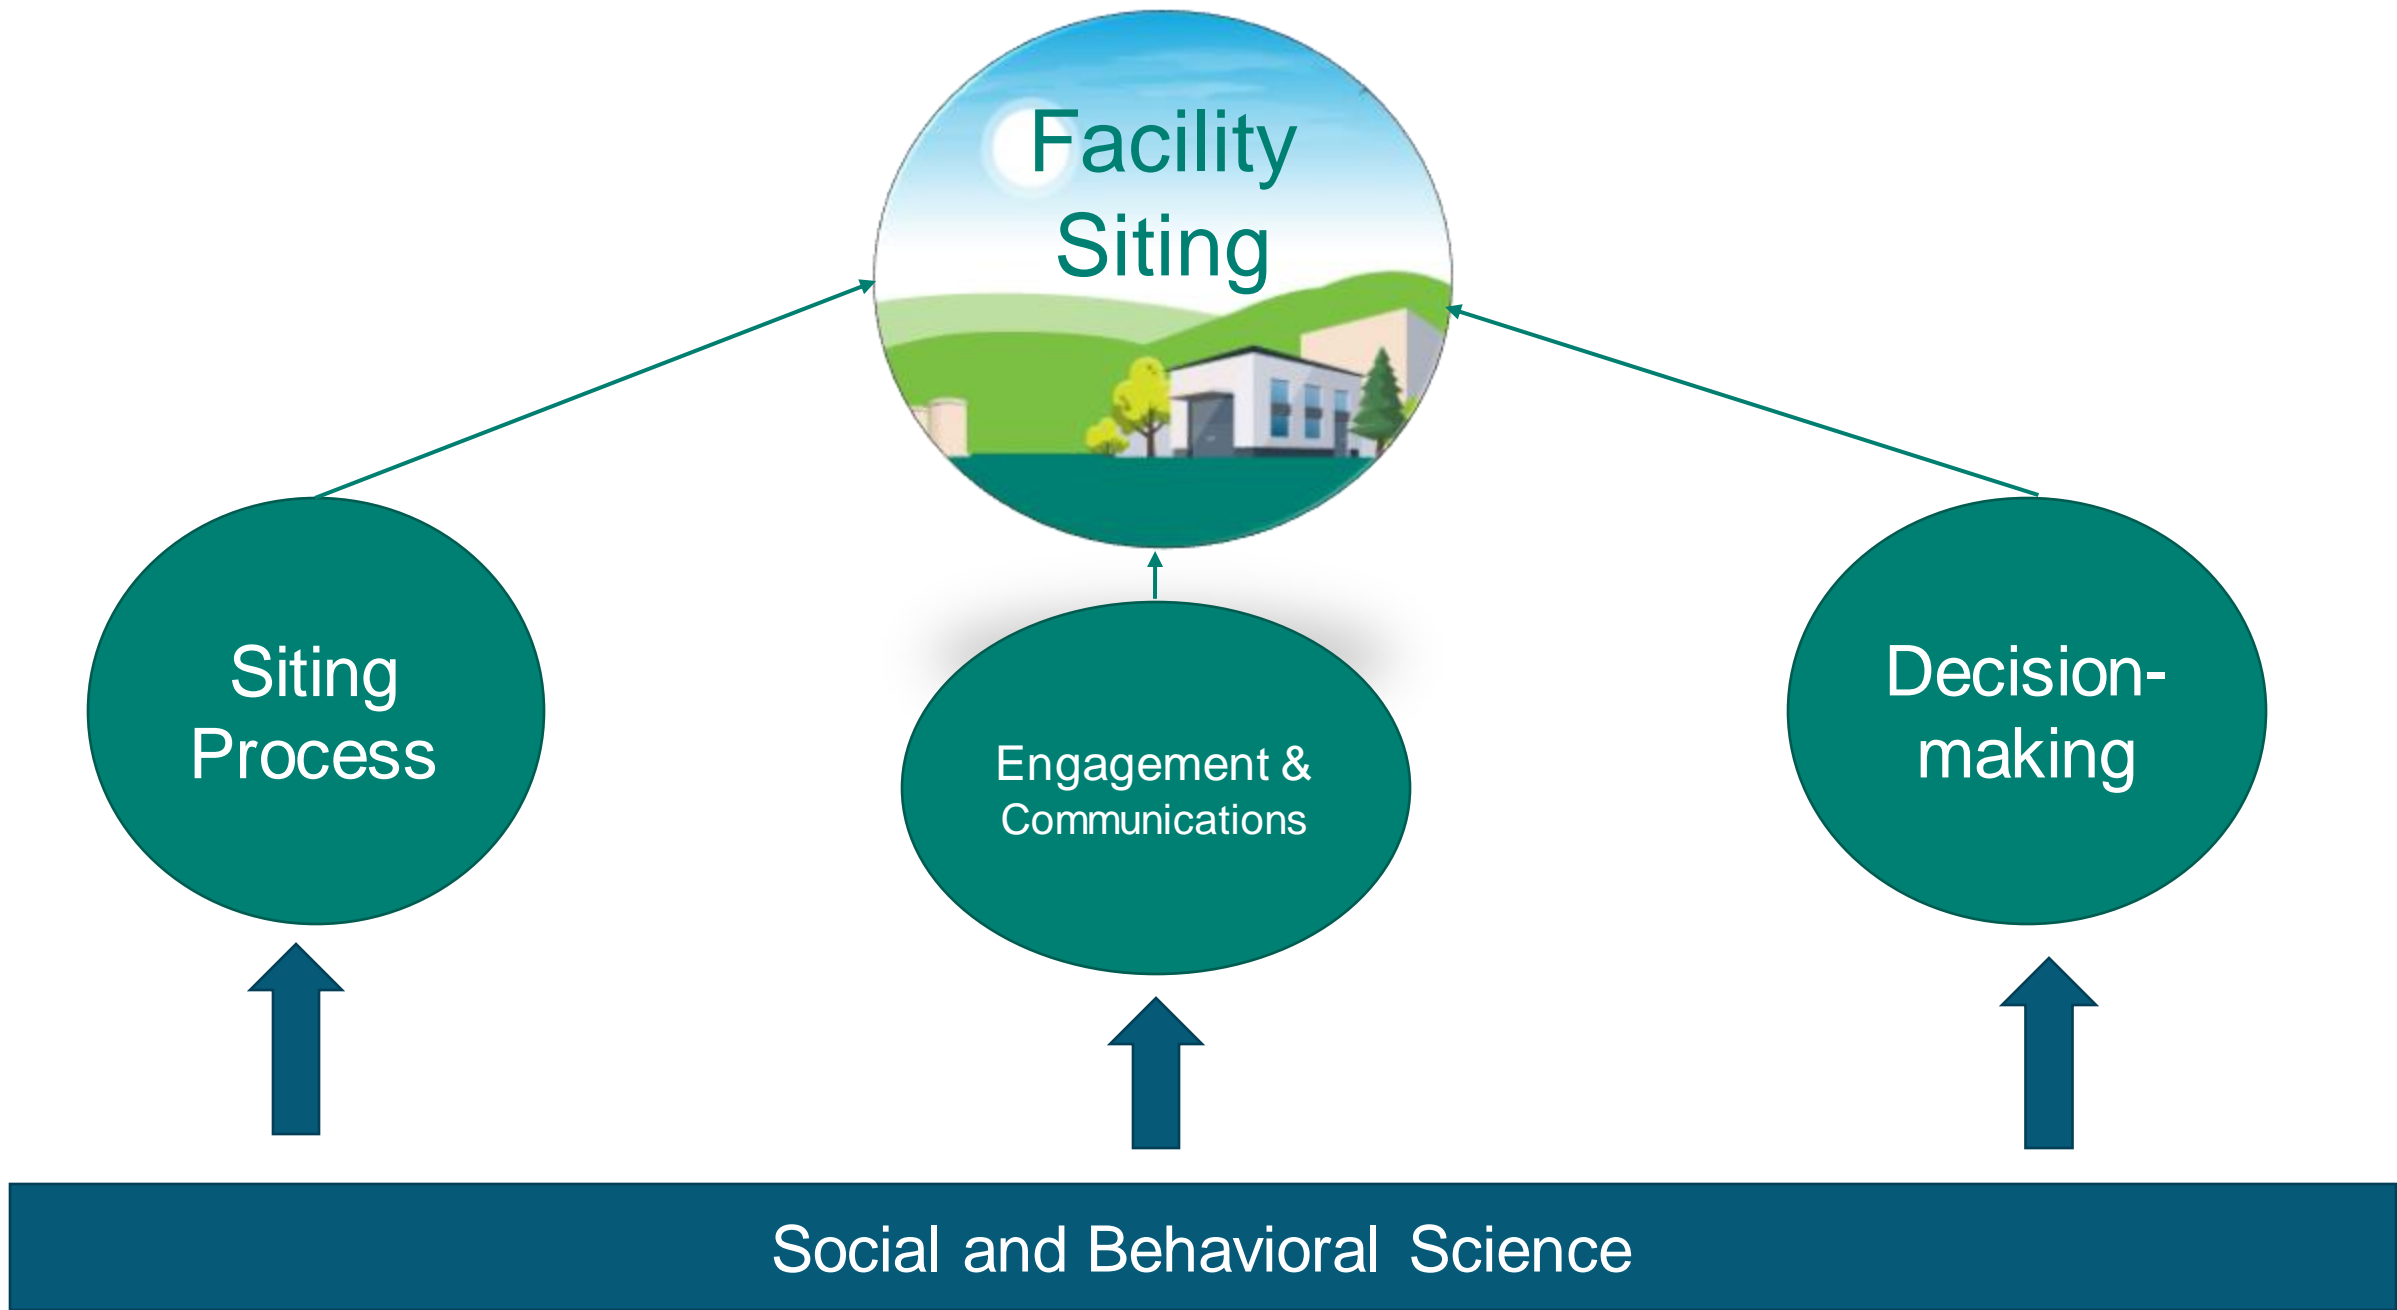 Facility
Siting
Siting
Process
Engagement &
Communications
Decision-
making
Social and Behavioral Science